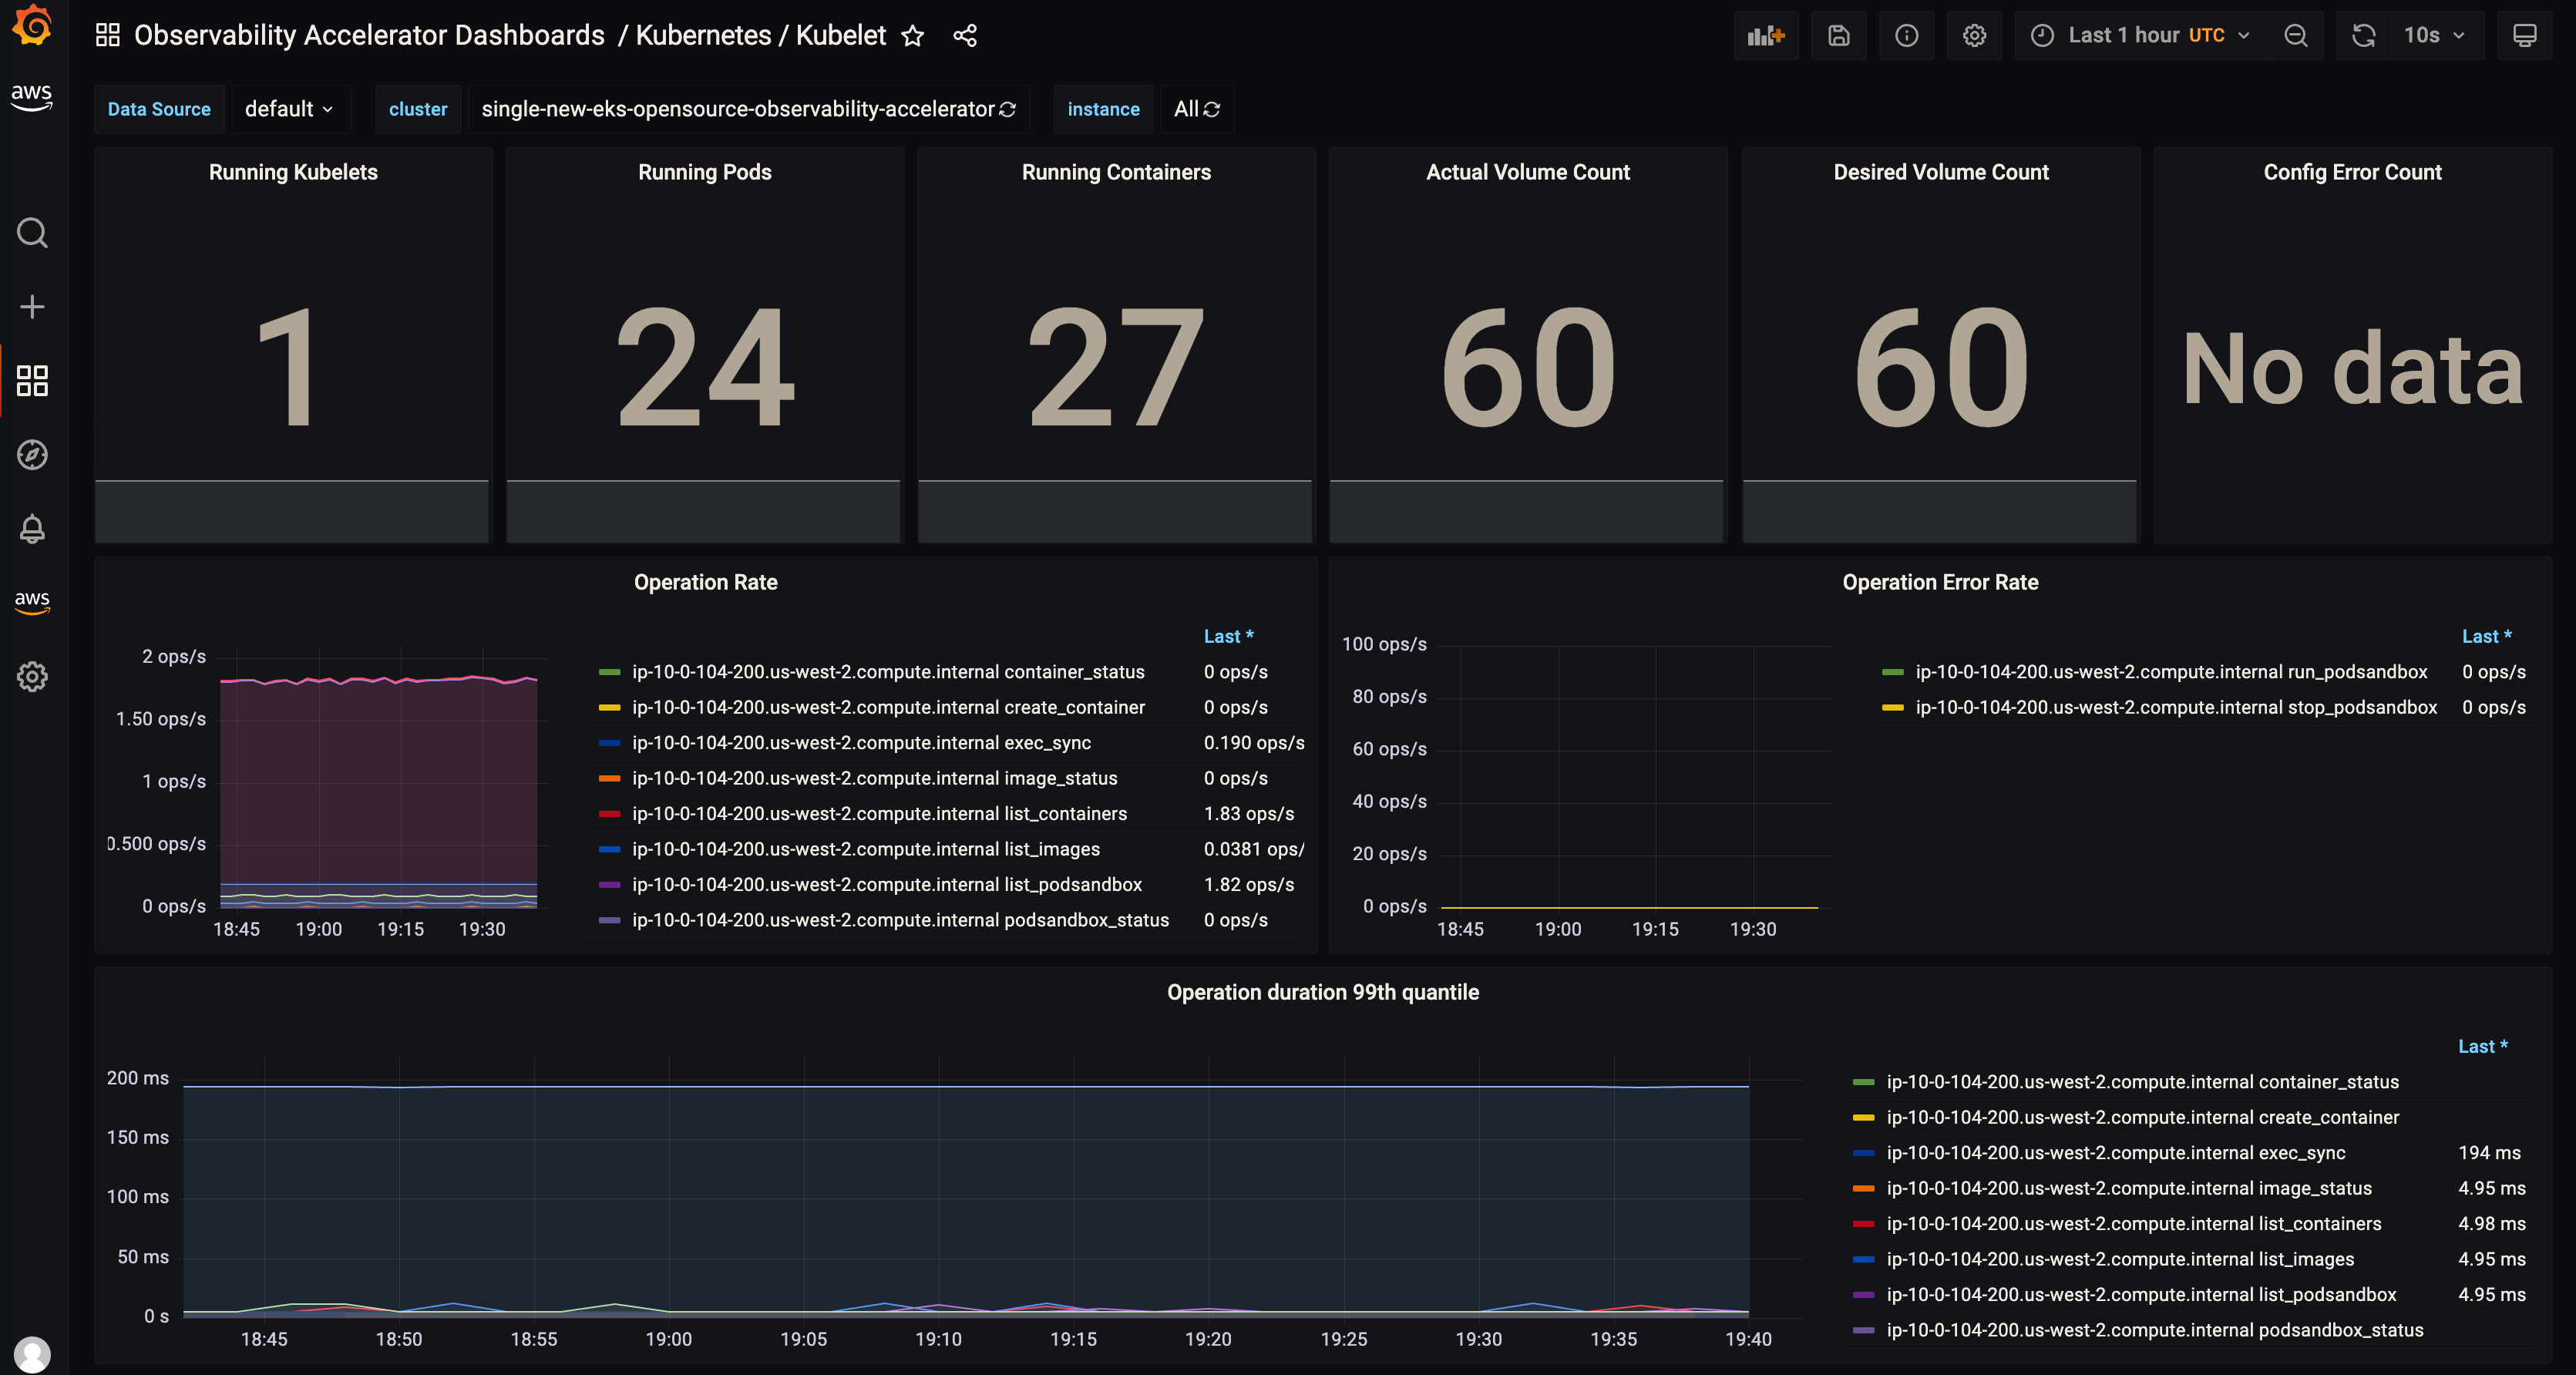 Observability Accelerator Dashboards / Kubernetes / Kubelet
Last 1 hour UTC
10s
aws
Data Source default
cluster single-new-eks-opensource-observability-accelerator
instance All
Running Kubelets
1
Running Pods
24
Running Containers
27
Actual Volume Count
60
Desired Volume Count
60
Config Error Count
No data
aws
Operation Rate
2 ops/s
1.50 ops/s
1 ops/s
0.500 ops/s
0 ops/s
18:45 19:00 19:15 19:30
Last *
ip-10-0-104-200.us-west-2.compute.internal container_status 0 ops/s
ip-10-0-104-200.us-west-2.compute.internal create_container 0 ops/s
ip-10-0-104-200.us-west-2.compute.internal exec_sync 0.190 ops/s
ip-10-0-104-200.us-west-2.compute.internal image_status 0 ops/s
ip-10-0-104-200.us-west-2.compute.internal list_containers 1.83 ops/s
ip-10-0-104-200.us-west-2.compute.internal list_images 0.0381 ops/
ip-10-0-104-200.us-west-2.compute.internal list_podsandbox 1.82 ops/s
ip-10-0-104-200.us-west-2.compute.internal podsandbox_status 0 ops/s
Operation Error Rate
100 ops/s
80 ops/s
60 ops/s
40 ops/s
20 ops/s
0 ops/s
18:45 19:00 19:15 19:30
Last *
ip-10-0-104-200.us-west-2.compute.internal run_podsandbox 0 ops/s
ip-10-0-104-200.us-west-2.compute.internal stop_podsandbox 0 ops/s
Operation duration 99th quantile
200 ms
150 ms
100 ms
50 ms
0 s
18:45 18:50 18:55 19:00 19:05 19:10 19:15 19:20 19:25 19:30 19:35 19:40
Last *
ip-10-0-104-200.us-west-2.compute.internal container_status
ip-10-0-104-200.us-west-2.compute.internal create_container
ip-10-0-104-200.us-west-2.compute.internal exec_sync 194 ms
ip-10-0-104-200.us-west-2.compute.internal image_status 4.95 ms
ip-10-0-104-200.us-west-2.compute.internal list_containers 4.98 ms
ip-10-0-104-200.us-west-2.compute.internal list_images 4.95 ms
ip-10-0-104-200.us-west-2.compute.internal list_podsandbox 4.95 ms
ip-10-0-104-200.us-west-2.compute.internal podsandbox_status